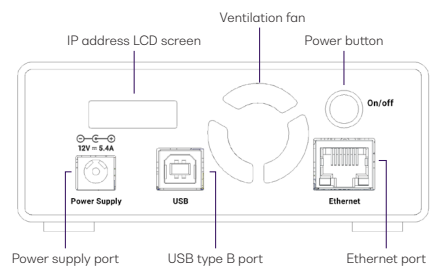 Ventilation fan
IP address LCD screen
Power button
On/off
12V = 5.4A
Power Supply
USB
Ethernet
Power supply port
USB type B port
Ethernet port